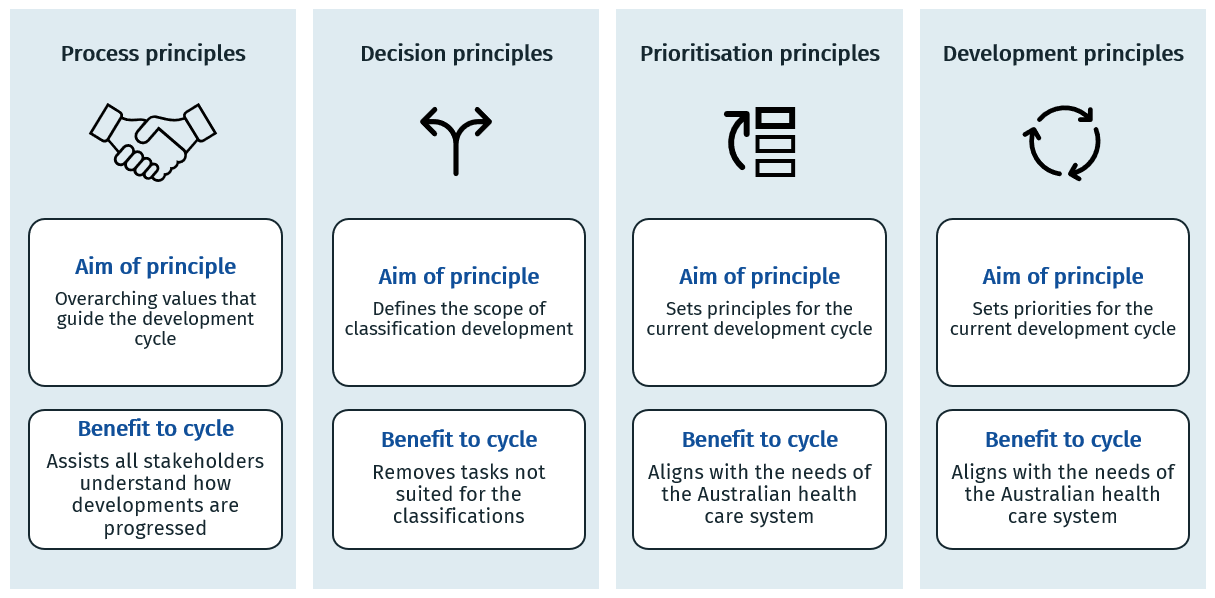 Process principles
Aim of principle
Overarching values that
guide the development
cycle
Benefit to cycle
Assists all stakeholders
understand how
developments are
progressed
Decision principles
Aim of principle
Defines the scope of
classification development
Benefit to cycle
Removes tasks not
suited for the
classifications
Prioritisation principles
Aim of principle
Sets principles for the
current development cycle
Benefit to cycle
Aligns with the needs of
the Australian health
care system
Development principles
Aim of principle
Sets priorities for the
current development cycle
Benefit to cycle
Aligns with the needs of
the Australian health
care system